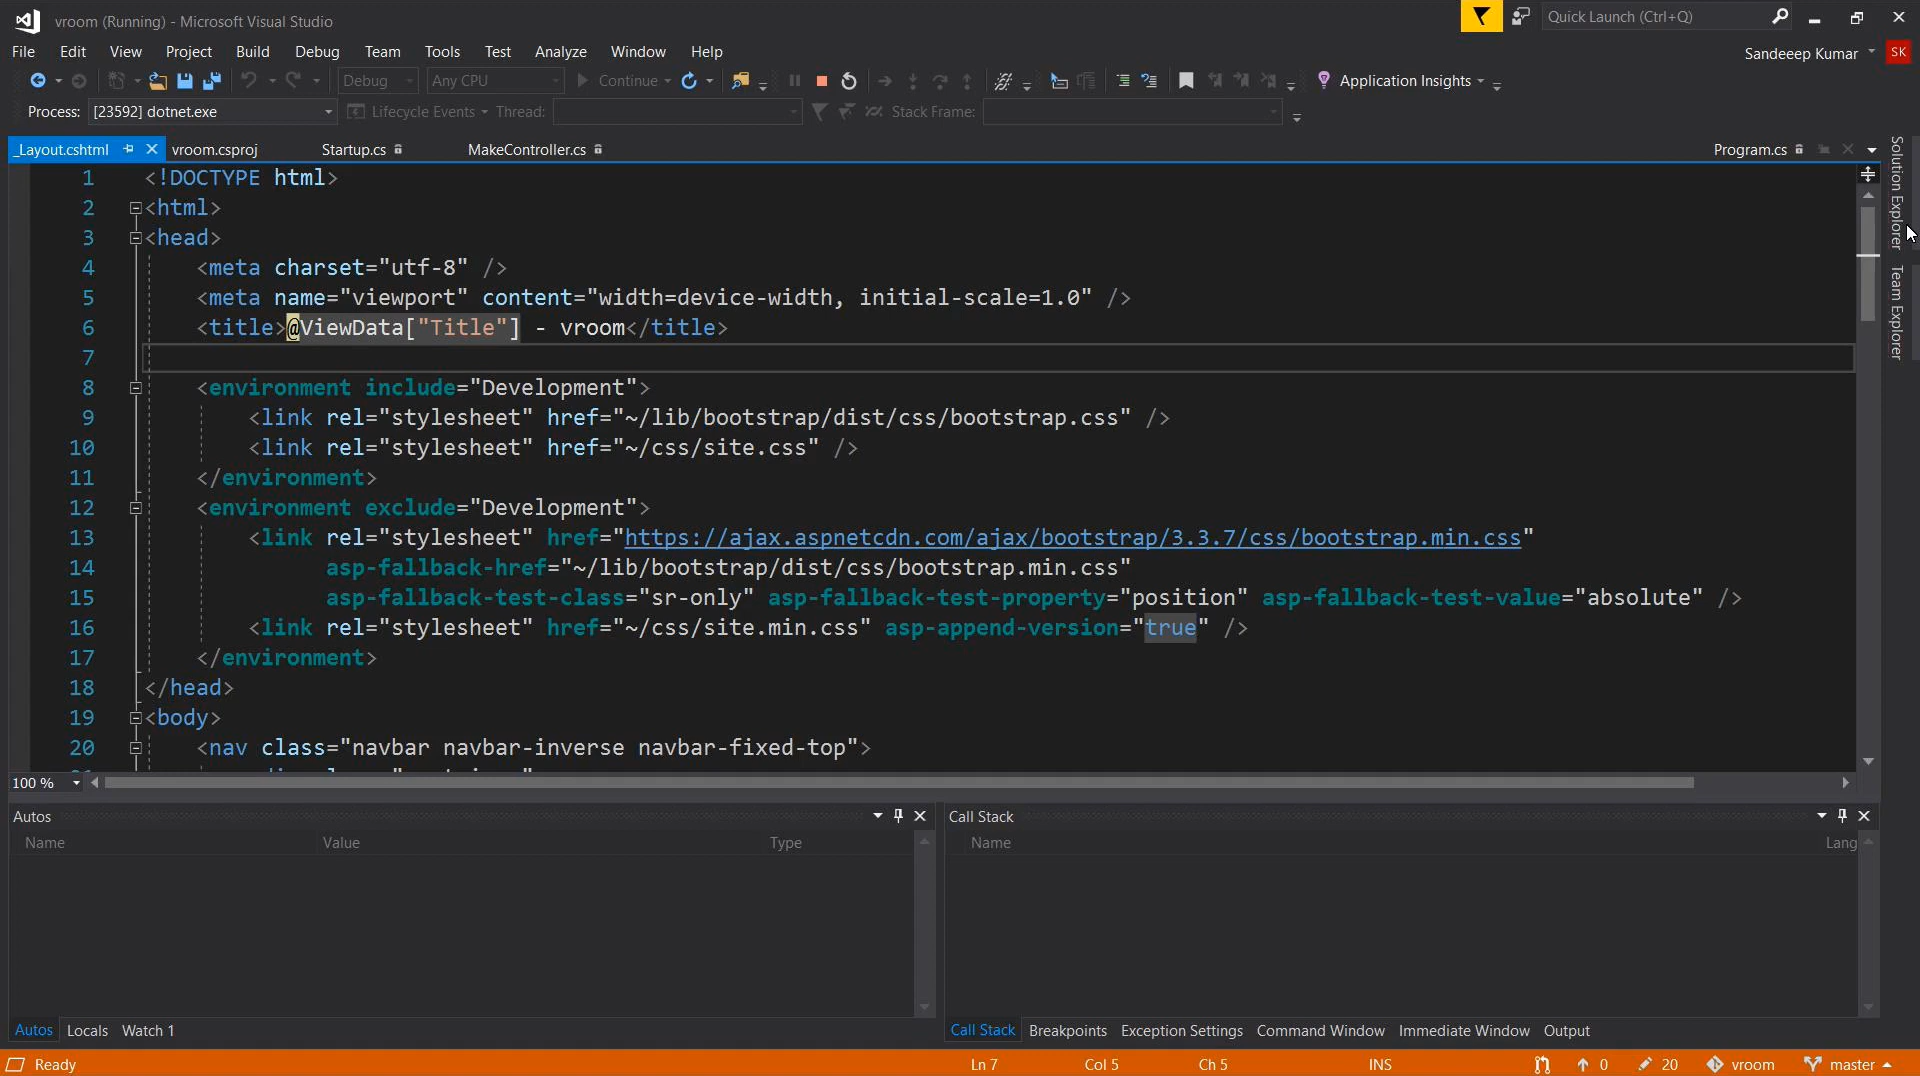 vroom (Running) - Microsoft Visual Studio
Quick Launch (Ctrl+Q)
File Edit View Project Build Debug Team Tools Test Analyze Window Help
Sandeeep Kumar SK
Debug Any CPU Continue Application Insights
Process: [23592] dotnet.exe Lifecycle Events Thread: Stack Frame:
_Layout.cshtml vroom.csproj Startup.cs MakeController.cs Program.cs
Solution Explorer
Team Explorer
1 <!DOCTYPE html>
2 <html>
3 <head>
4 <meta charset="utf-8" />
5 <meta name="viewport" content="width=device-width, initial-scale=1.0" />
6 <title>@ViewData["Title"] - vroom</title>
7
8 <environment include="Development">
9 <link rel="stylesheet" href="~/lib/bootstrap/dist/css/bootstrap.css" />
10 <link rel="stylesheet" href="~/css/site.css" />
11 </environment>
12 <environment exclude="Development">
13 <link rel="stylesheet" href="https://ajax.aspnetcdn.com/ajax/bootstrap/3.3.7/css/bootstrap.min.css"
14 asp-fallback-href="~/lib/bootstrap/dist/css/bootstrap.min.css"
15 asp-fallback-test-class="sr-only" asp-fallback-test-property="position" asp-fallback-test-value="absolute" />
16 <link rel="stylesheet" href="~/css/site.min.css" asp-append-version="true" />
17 </environment>
18 </head>
19 <body>
20 <nav class="navbar navbar-inverse navbar-fixed-top">
100 %
Autos
Name Value Type
Call Stack
Name Lang
Autos Locals Watch 1
Call Stack Breakpoints Exception Settings Command Window Immediate Window Output
Ready Ln 7 Col 5 Ch 5 INS 0 20 vroom master